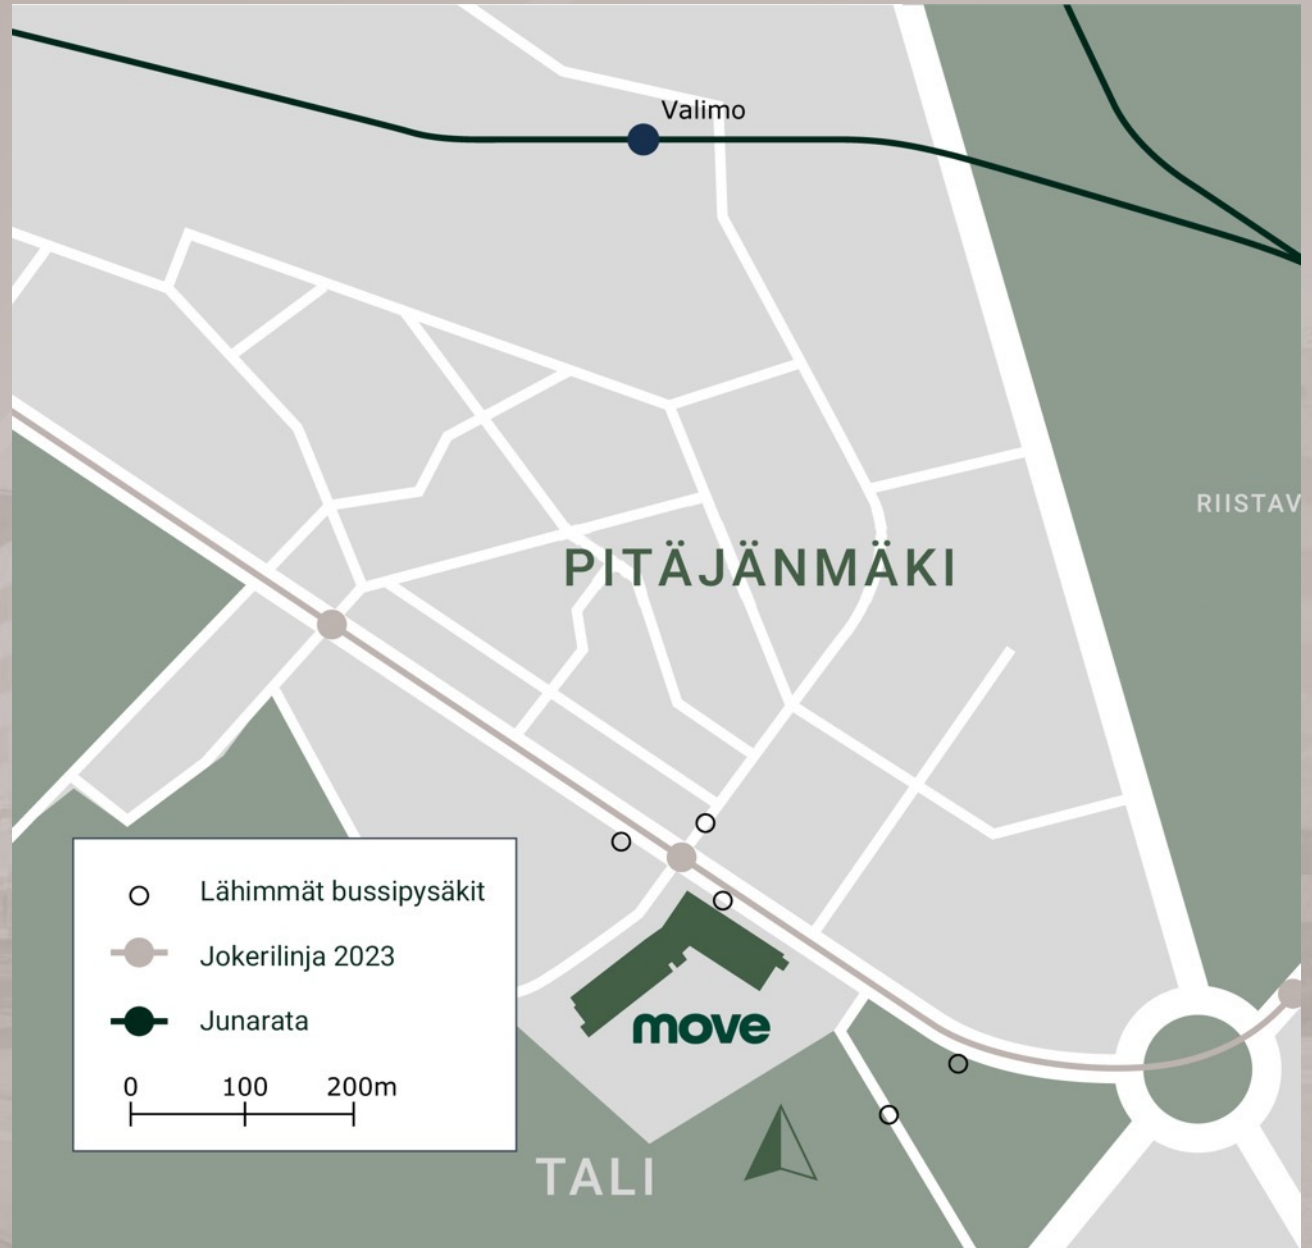 Valimo
RIISTAV
PITÄJÄNMÄKI
Lähimmät bussipysäkit
Jokerilinja 2023
Junarata
0 100 200m
move
TALI